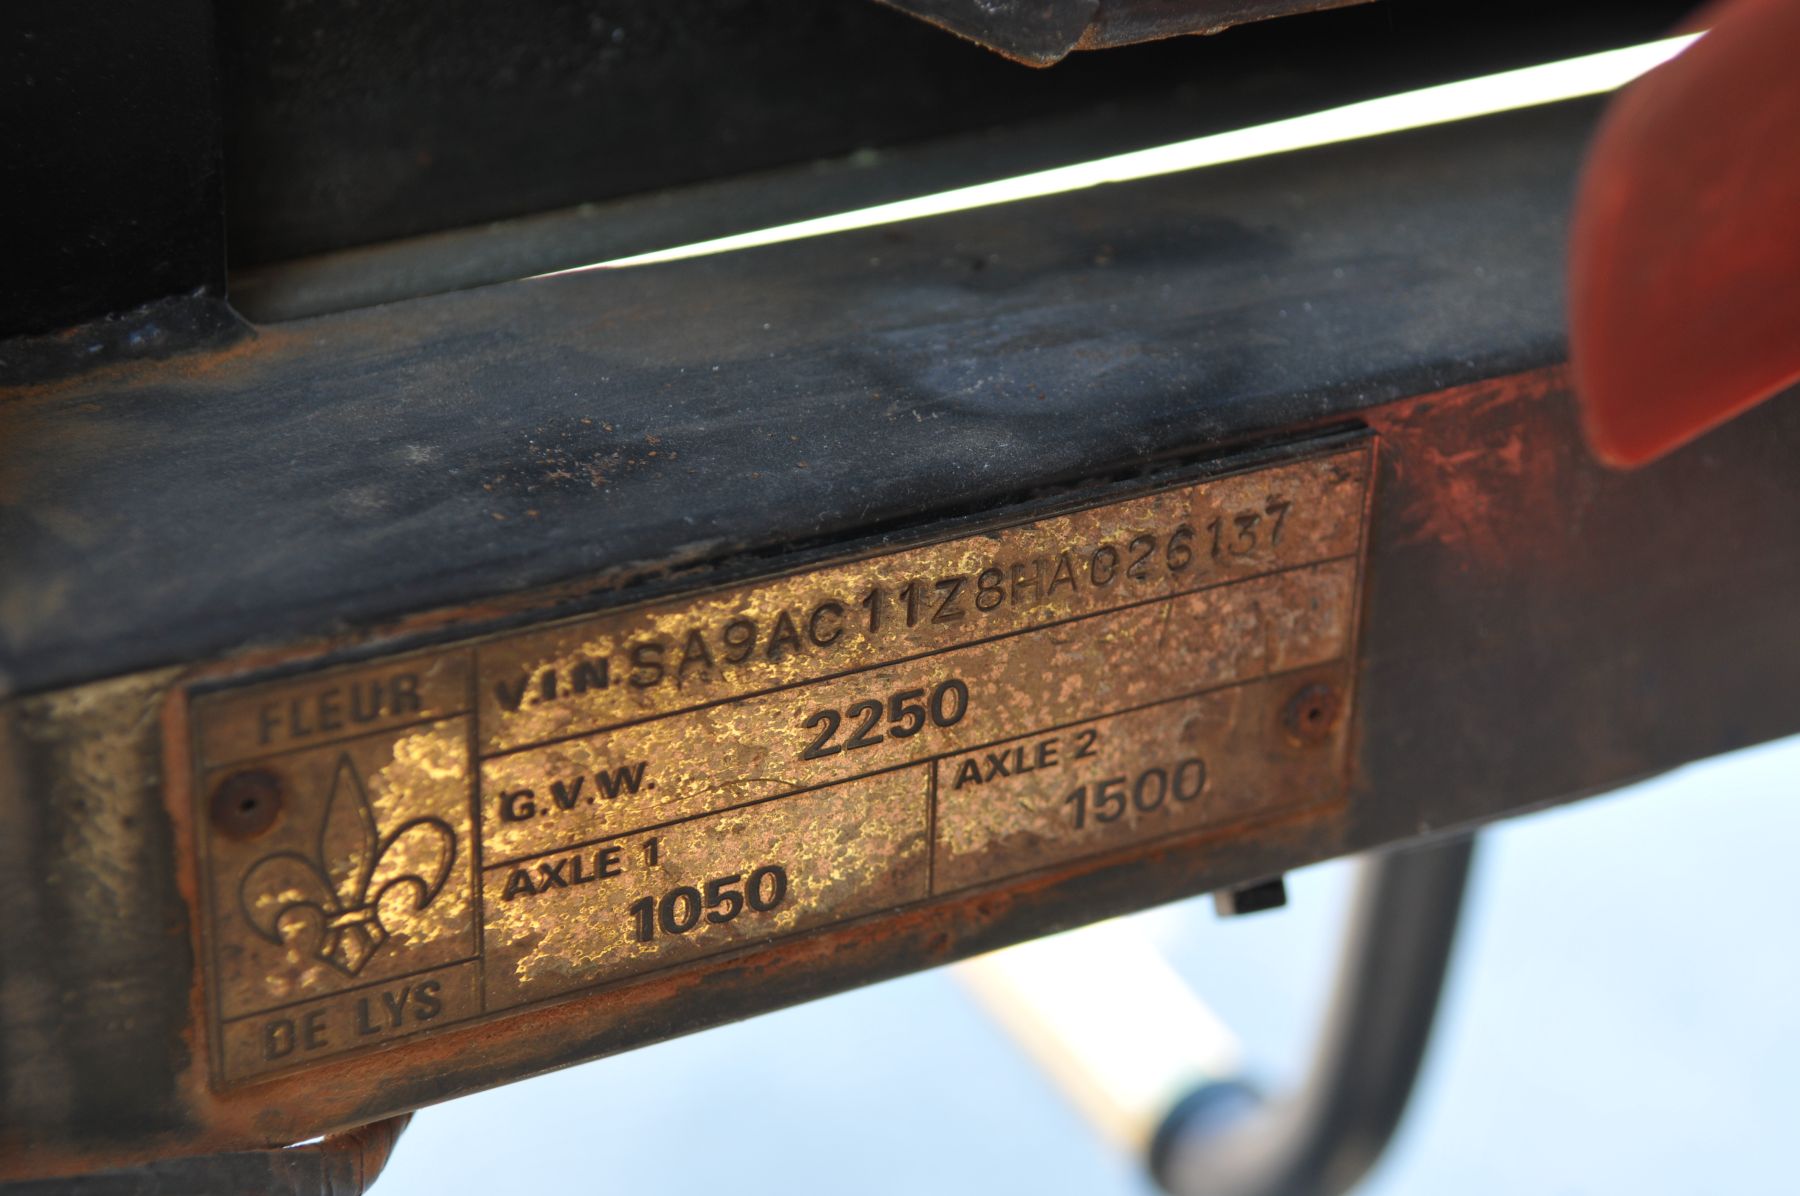 FLEUR
DE LYS
V.I.N. SA9AC11Z8HA026137
G.V.W. 2250
AXLE 1
1050
AXLE 2
1500